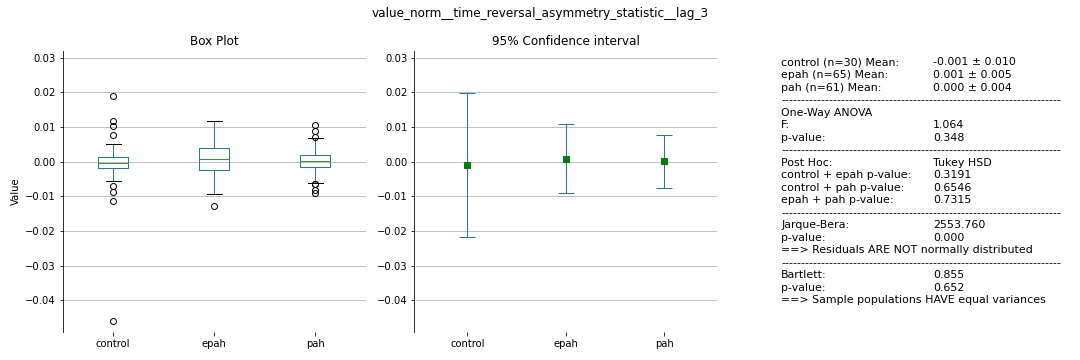 value_norm__time_reversal_asymmetry_statistic__lag_3
Box Plot
Value
0.03
0.02
0.01
0.00
−0.01
−0.02
−0.03
−0.04
control epah pah
95% Confidence interval
0.03
0.02
0.01
0.00
−0.01
−0.02
−0.03
−0.04
control epah pah
control (n=30) Mean: -0.001 ± 0.010
epah (n=65) Mean: 0.001 ± 0.005
pah (n=61) Mean: 0.000 ± 0.004
One-Way ANOVA
F: 1.064
p-value: 0.348
Post Hoc: Tukey HSD
control + epah p-value: 0.3191
control + pah p-value: 0.6546
epah + pah p-value: 0.7315
Jarque-Bera: 2553.760
p-value: 0.000
==> Residuals ARE NOT normally distributed
Bartlett: 0.855
p-value: 0.652
==> Sample populations HAVE equal variances